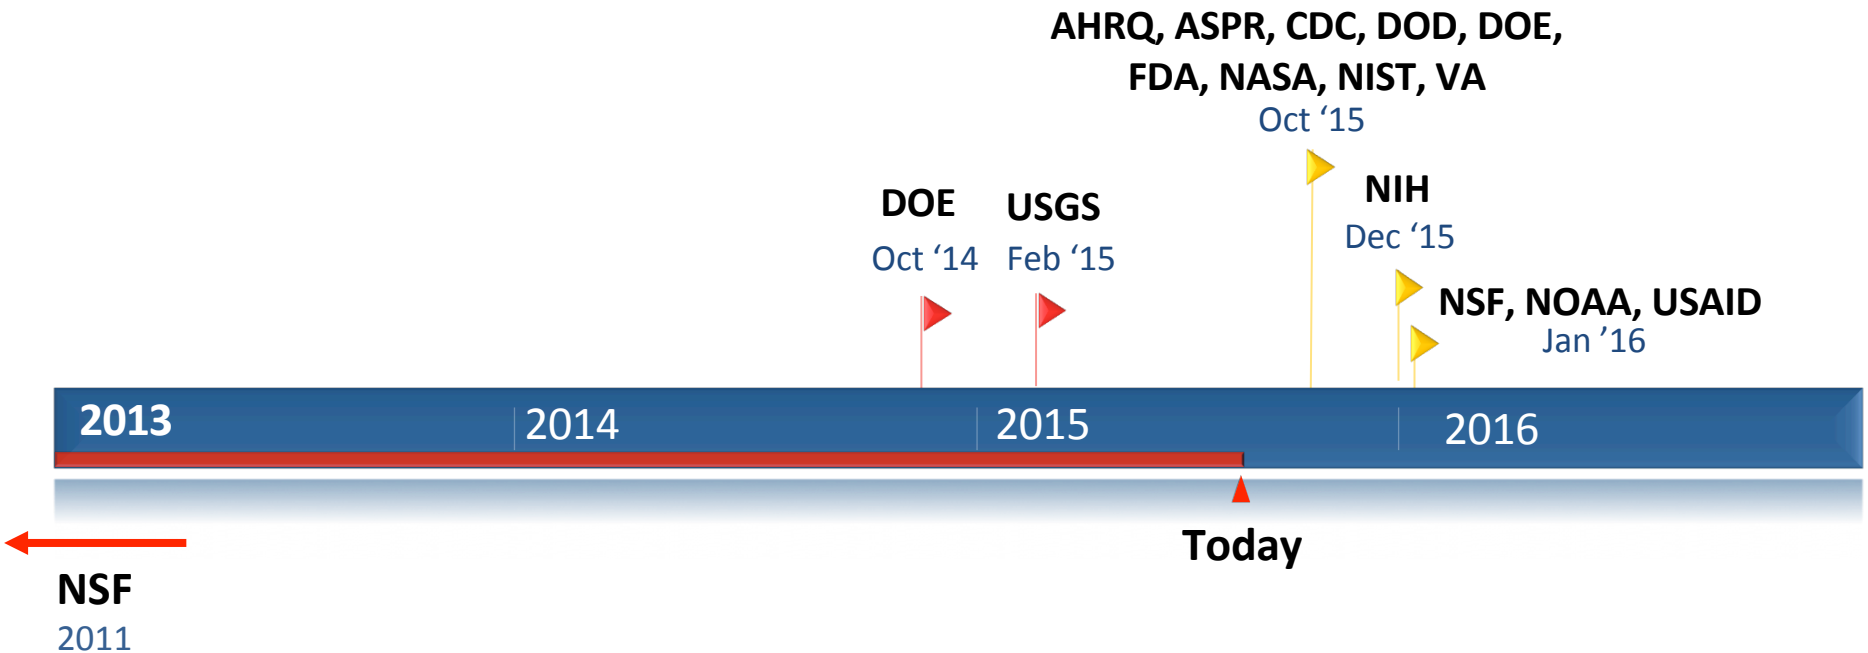 AHRQ, ASPR, CDC, DOD, DOE,
FDA, NASA, NIST, VA
Oct ‘15
NIH
Dec ‘15
DOE
Oct ‘14
USGS
Feb ‘15
NSF, NOAA, USAID
Jan ’16
2013
2014
2015
2016
Today
NSF
2011